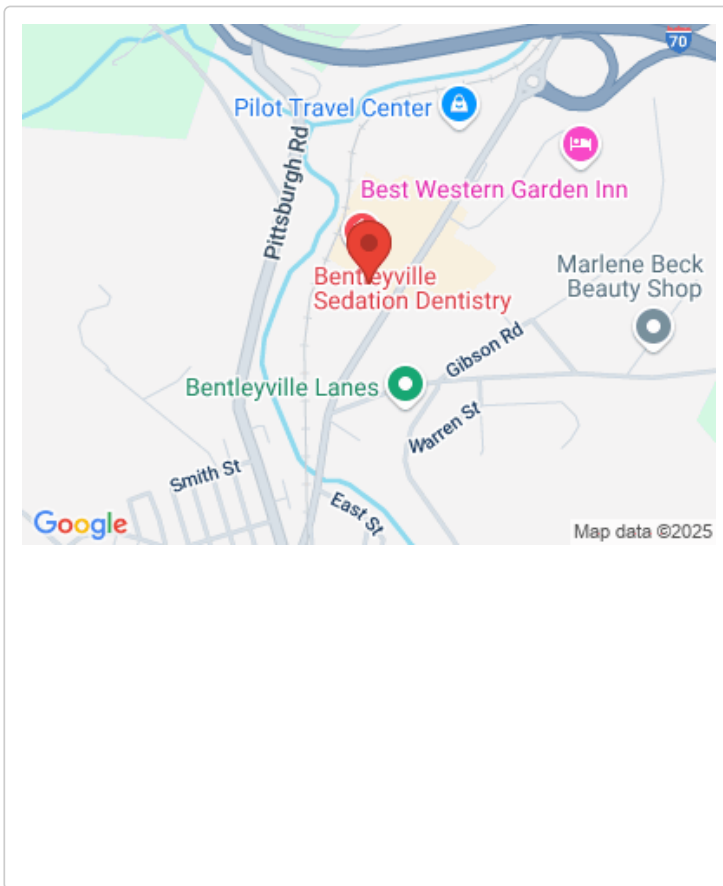 70
Pilot Travel Center
Pittsburgh Rd
Best Western Garden Inn
Bentleyville
Sedation Dentistry
Marlene Beck
Beauty Shop
Gibson Rd
Bentleyville Lanes
Warren St
Smith St
East St
Google
Map data ©2025